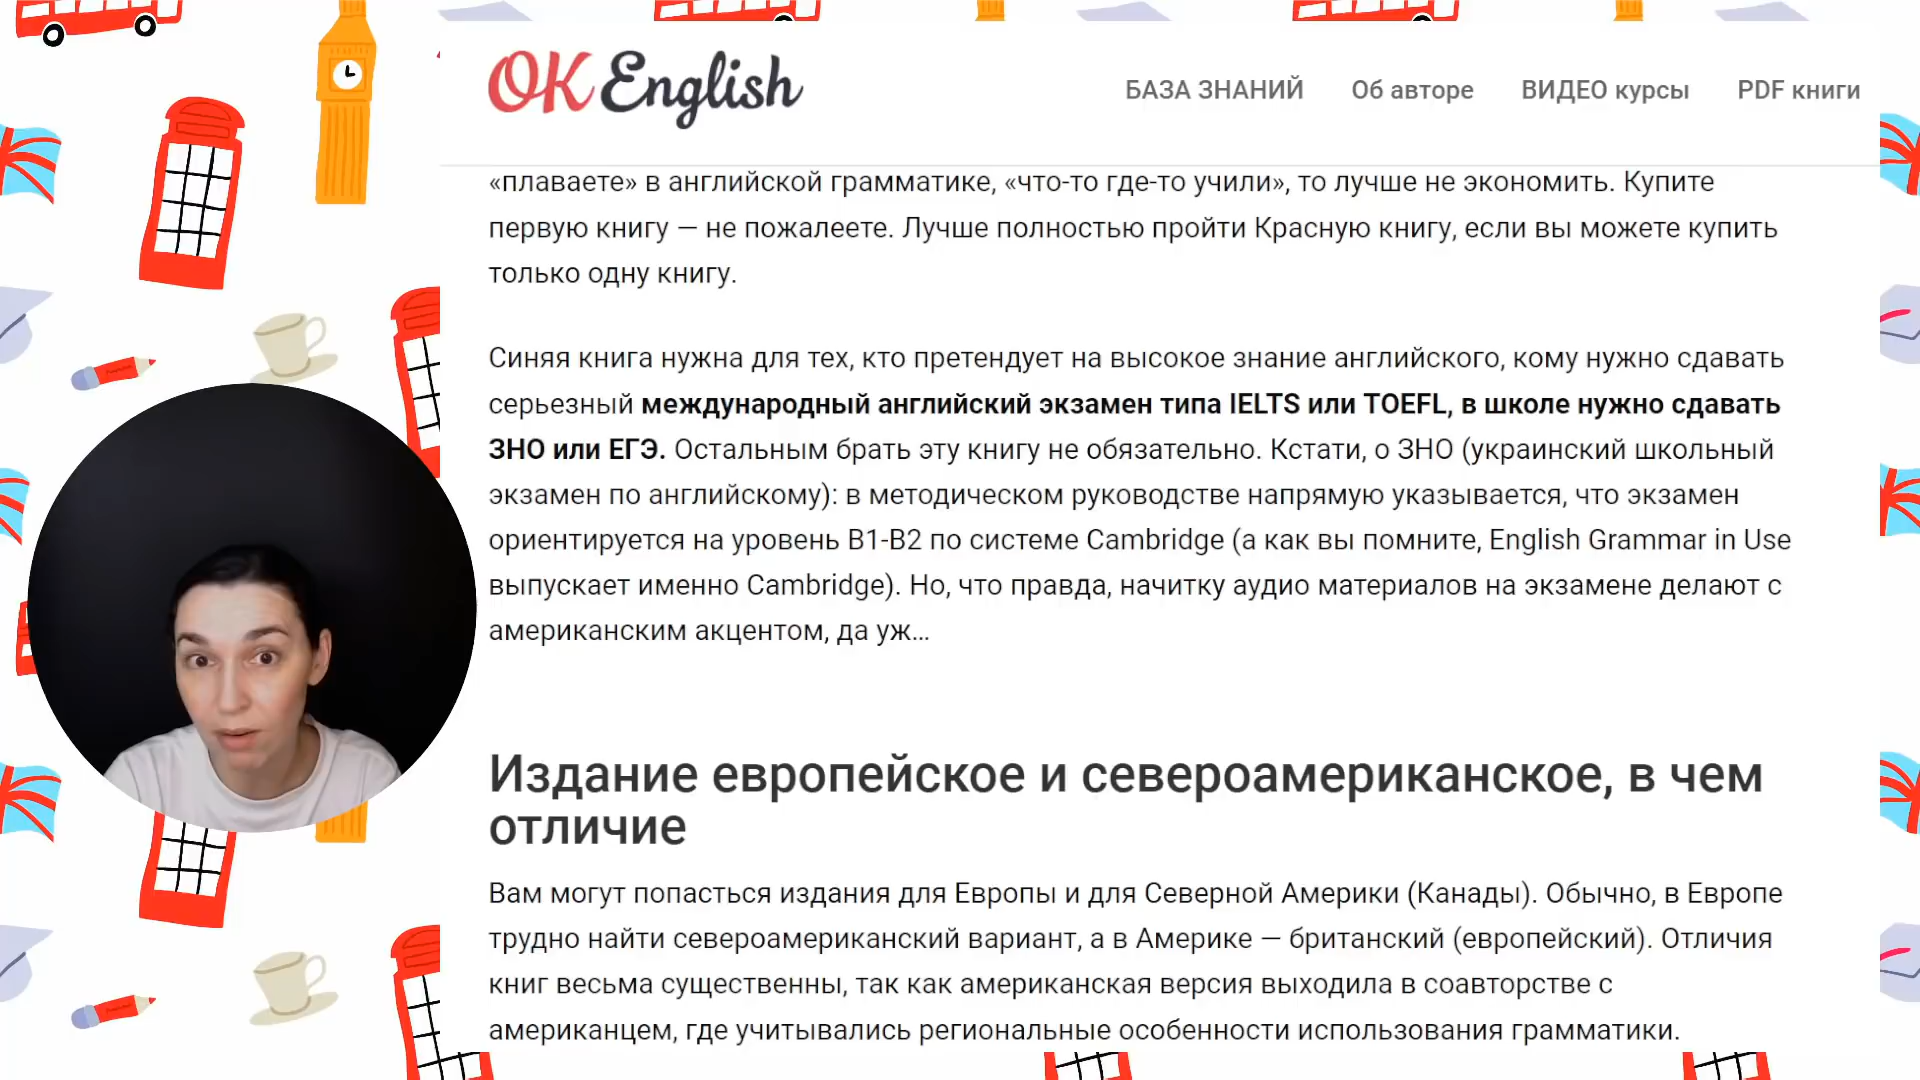 OK English
БАЗА ЗНАНИЙ
Об авторе
ВИДЕО курсы
PDF книги
«плаваете» в английской грамматике, «что-то где-то учили», то лучше не экономить. Купите
первую книгу — не пожалеете. Лучше полностью пройти Красную книгу, если вы можете купить
только одну книгу.
Синяя книга нужна для тех, кто претендует на высокое знание английского, кому нужно сдавать
серьезный международный английский экзамен типа IELTS или TOEFL, в школе нужно сдавать
ЗНО или ЕГЭ. Остальным брать эту книгу не обязательно. Кстати, о ЗНО (украинский школьный
экзамен по английскому): в методическом руководстве напрямую указывается, что экзамен
ориентируется на уровень B1-B2 по системе Cambridge (а как вы помните, English Grammar in Use
выпускает именно Cambridge). Но, что правда, начитку аудио материалов на экзамене делают с
американским акцентом, да уж...
Издание европейское и североамериканское, в чем
отличие
Вам могут попасться издания для Европы и для Северной Америки (Канады). Обычно, в Европе
трудно найти североамериканский вариант, а в Америке — британский (европейский). Отличия
книг весьма существенны, так как американская версия выходила в соавторстве с
американцем, где учитывались региональные особенности использования грамматики.